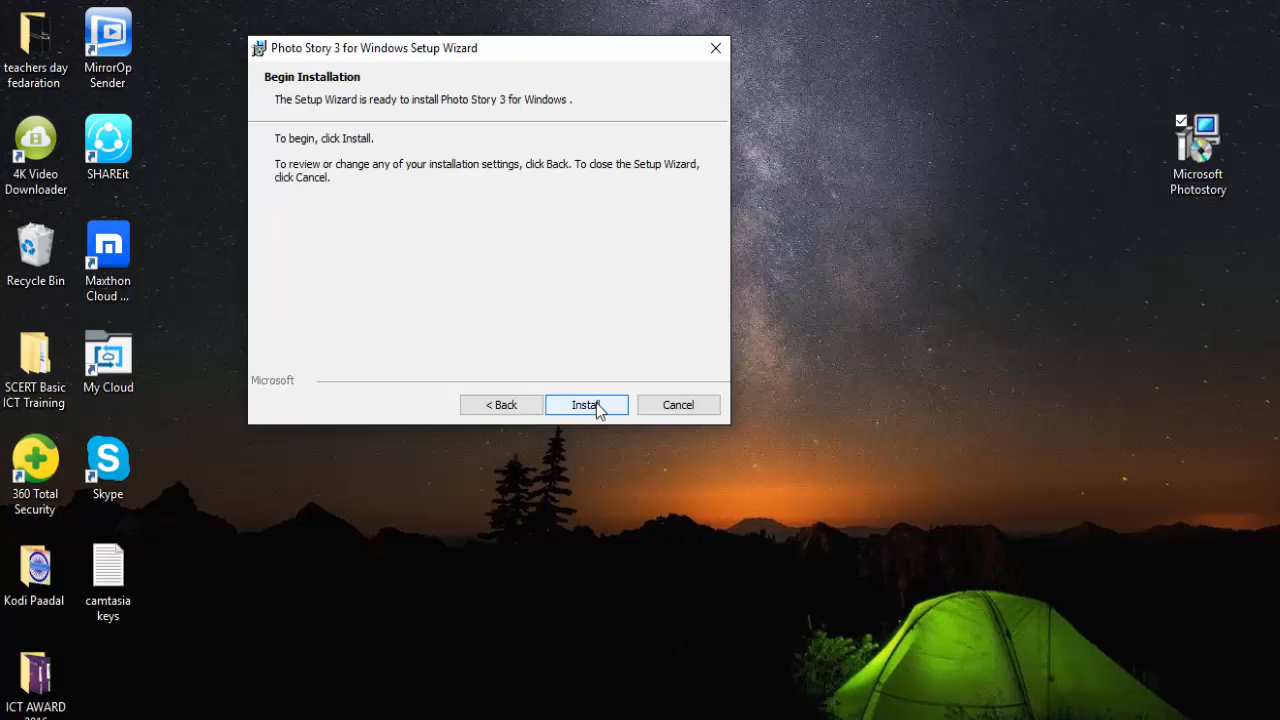 teachers day
fedaration
MirrorOp
Sender
4K Video
Downloader
SHAREit
Recycle Bin
Maxthon
Cloud ...
SCERT Basic
ICT Training
My Cloud
360 Total
Security
Skype
Kodi Paadal
camtasia
keys
ICT AWARD
2016
Photo Story 3 for Windows Setup Wizard
Begin Installation
The Setup Wizard is ready to install Photo Story 3 for Windows .
To begin, click Install.
To review or change any of your installation settings, click Back. To close the Setup Wizard,
click Cancel.
Microsoft
< Back
Install
Cancel
Microsoft
Photostory